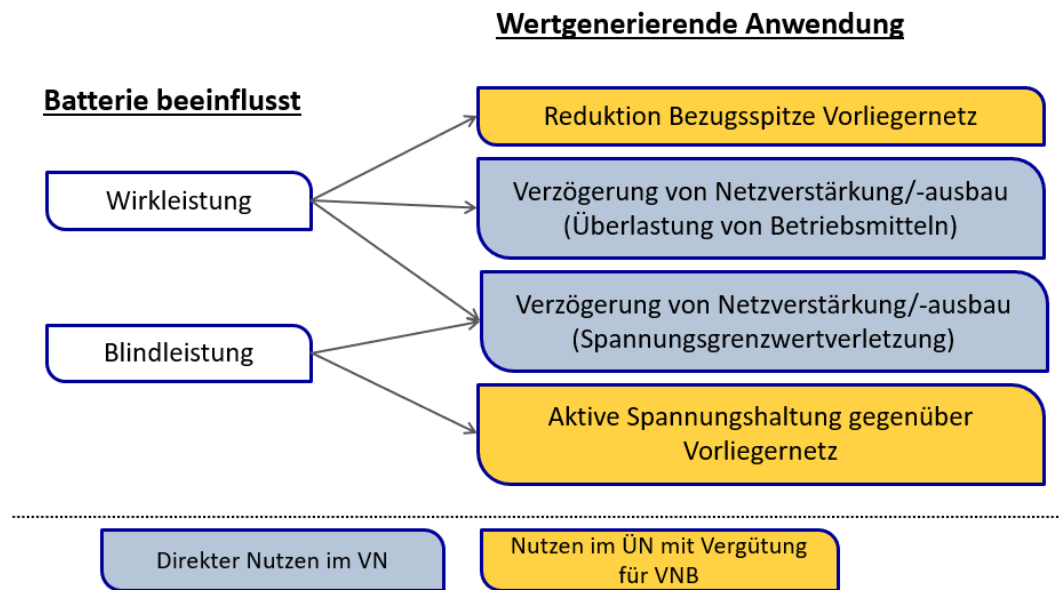 Wertgenerierende Anwendung
Batterie beeinflusst
Reduktion Bezugsspitze Vorliegernetz
Wirkleistung
Verzögerung von Netzverstärkung/-ausbau
(Überlastung von Betriebsmitteln)
Verzögerung von Netzverstärkung/-ausbau
(Spannungsgrenzwertverletzung)
Blindleistung
Aktive Spannungshaltung gegenüber
Vorliegernetz
Direkter Nutzen im VN
Nutzen im ÜN mit Vergütung
für VNB